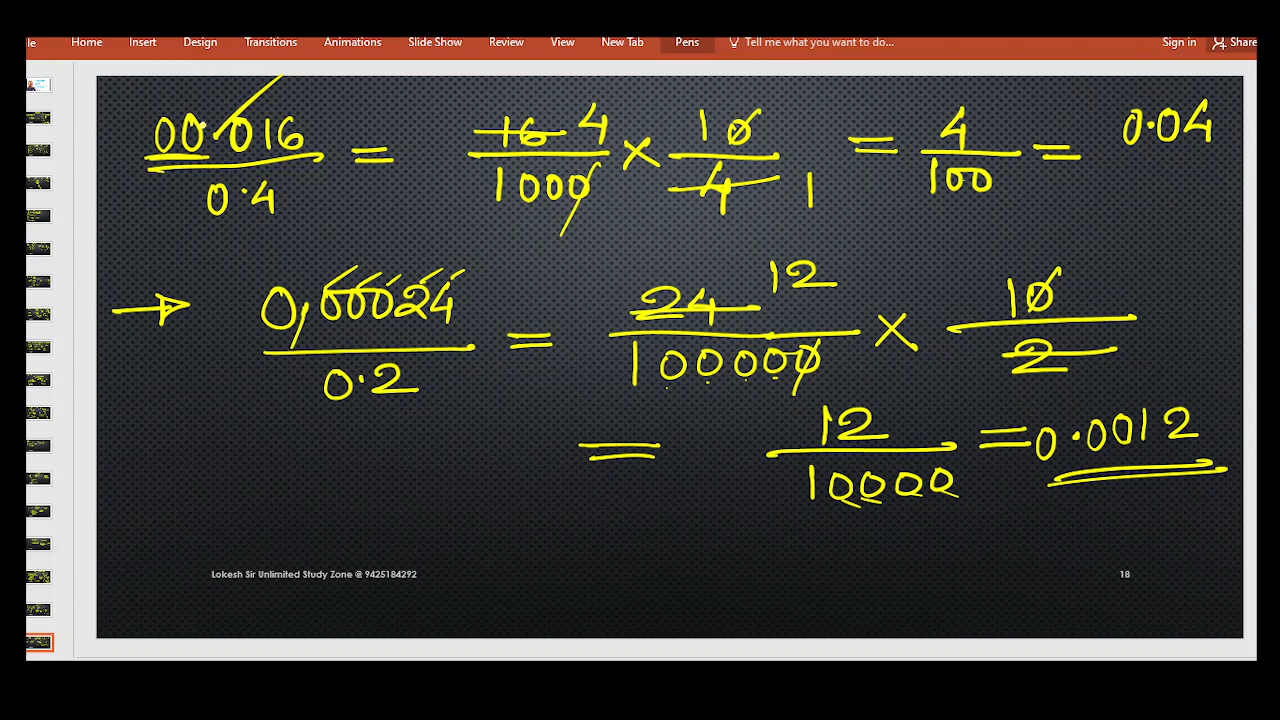 le Home Insert Design Transitions Animations Slide Show Review View New Tab Pens Tell me what you want to do... Sign in Share
00.016 / 0.4 = 16 4 / 1000 × 10 / 4 1 = 4 / 100 = 0.04
→ 0,00024 / 0.2 = 24 12 / 100000 × 10 / 2
= 12 / 10000 = 0.0012
Lokesh Sir Unlimited Study Zone @ 9425184292 18